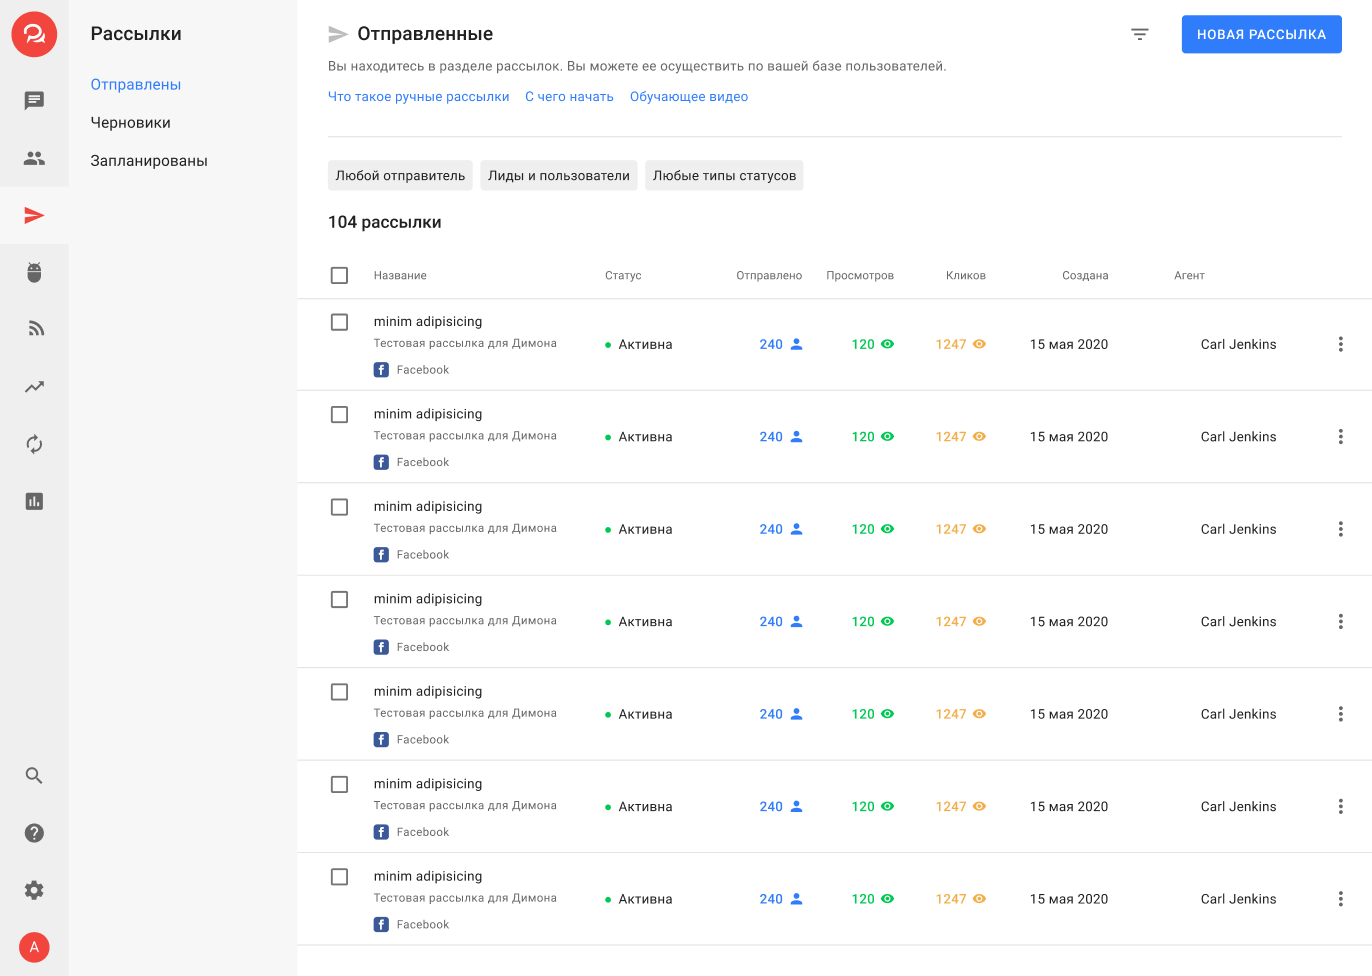 Рассылки
Отправлены
Черновики
Запланированы
A
Отправленные
НОВАЯ РАССЫЛКА
Вы находитесь в разделе рассылок. Вы можете ее осуществить по вашей базе пользователей.
Что такое ручные рассылки С чего начать Обучающее видео
Любой отправитель Лиды и пользователи Любые типы статусов
104 рассылки
Название Статус Отправлено Просмотров Кликов Создана Агент
minim adipisicing
Тестовая рассылка для Димона
Facebook
Активна 240 120 1247 15 мая 2020 Carl Jenkins
minim adipisicing
Тестовая рассылка для Димона
Facebook
Активна 240 120 1247 15 мая 2020 Carl Jenkins
minim adipisicing
Тестовая рассылка для Димона
Facebook
Активна 240 120 1247 15 мая 2020 Carl Jenkins
minim adipisicing
Тестовая рассылка для Димона
Facebook
Активна 240 120 1247 15 мая 2020 Carl Jenkins
minim adipisicing
Тестовая рассылка для Димона
Facebook
Активна 240 120 1247 15 мая 2020 Carl Jenkins
minim adipisicing
Тестовая рассылка для Димона
Facebook
Активна 240 120 1247 15 мая 2020 Carl Jenkins
minim adipisicing
Тестовая рассылка для Димона
Facebook
Активна 240 120 1247 15 мая 2020 Carl Jenkins